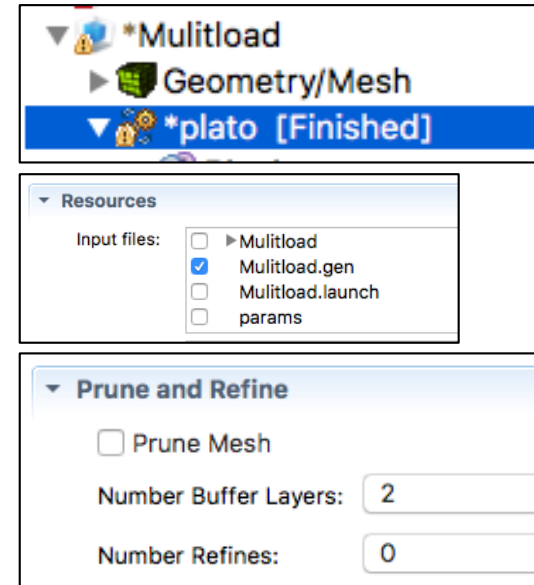 *Mulitload
Geometry/Mesh
*plato [Finished]
Resources
Input files:
Mulitload
Mulitload.gen
Mulitload.launch
params
Prune and Refine
Prune Mesh
Number Buffer Layers: 2
Number Refines: 0